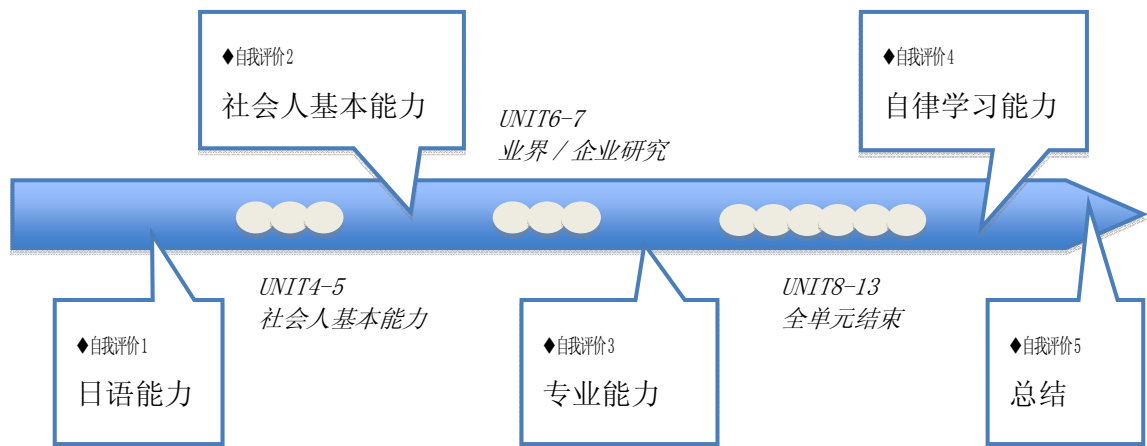 ◆自我评价2
社会人基本能力
◆自我评价4
自律学习能力
UNIT6-7
业界／企业研究
UNIT4-5
社会人基本能力
UNIT8-13
全单元结束
◆自我评价1
日语能力
◆自我评价3
专业能力
◆自我评价5
总结